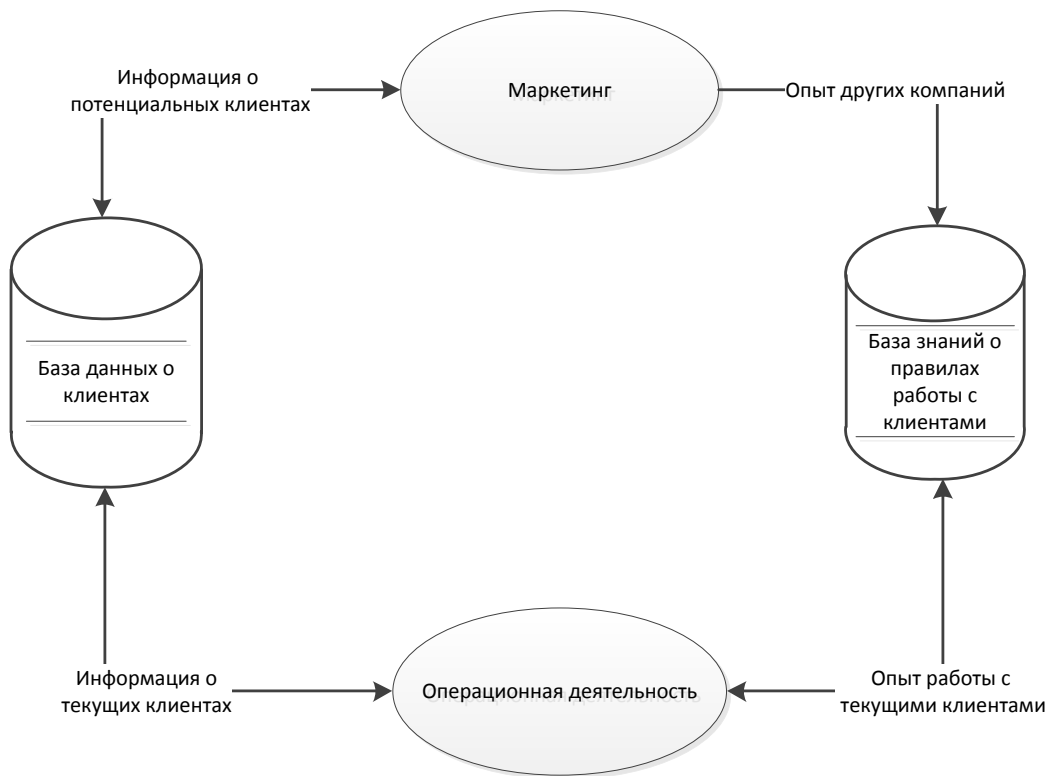 Информация о
потенциальных клиентах
Маркетинг
Опыт других компаний
База данных о
клиентах
База знаний о
правилах
работы с
клиентами
Информация о
текущих клиентах
Операционная деятельность
Опыт работы с
текущими клиентами